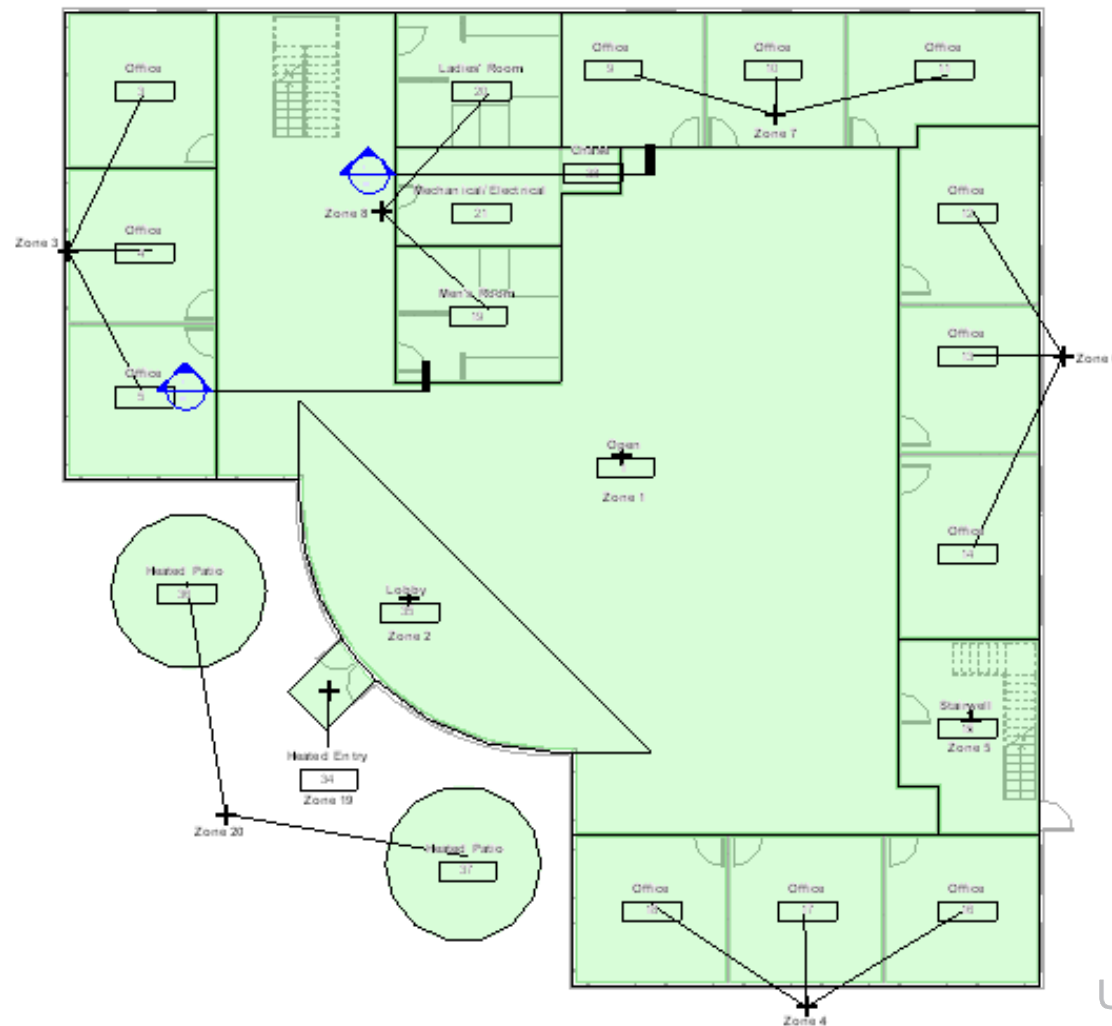 Office
3
Ladies' Room
20
Office
9
Office
10
Office
11
Zone 7
Mechanical/Electrical
21
Zone 8
Office
12
Zone 3
Office
4
Men's Room
19
Office
13
Zone
Office
5
Open
Zone 1
Office
14
Heated Patio
Lobby
35
Zone 2
Stairwell
Zone 5
Heated Entry
34
Zone 19
Zone 20
Heated Patio
37
Office
Office
17
Office
16
Zone 4